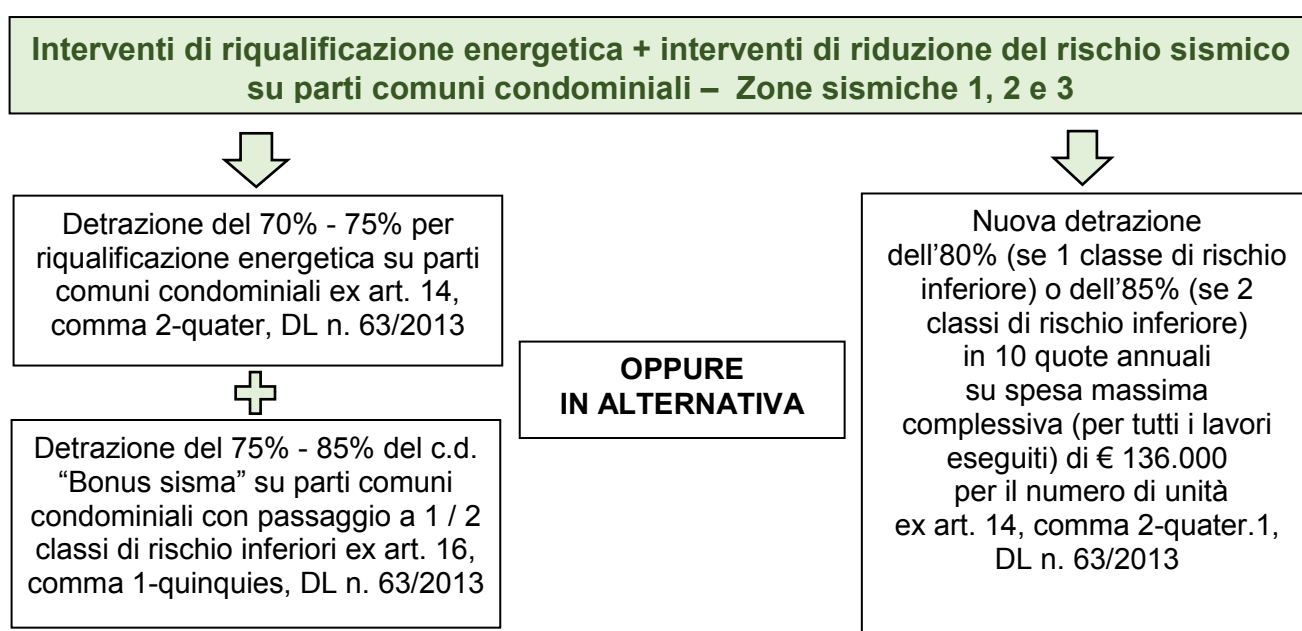 Interventi di riqualificazione energetica + interventi di riduzione del rischio sismico
su parti comuni condominiali – Zone sismiche 1, 2 e 3
Detrazione del 70% - 75% per
riqualificazione energetica su parti
comuni condominiali ex art. 14,
comma 2-quater, DL n. 63/2013
Detrazione del 75% - 85% del c.d.
“Bonus sisma” su parti comuni
condominiali con passaggio a 1 / 2
classi di rischio inferiori ex art. 16,
comma 1-quinquies, DL n. 63/2013
OPPURE
IN ALTERNATIVA
Nuova detrazione
dell’80% (se 1 classe di rischio
inferiore) o dell’85% (se 2
classi di rischio inferiore)
in 10 quote annuali
su spesa massima
complessiva (per tutti i lavori
eseguiti) di € 136.000
per il numero di unità
ex art. 14, comma 2-quater.1,
DL n. 63/2013